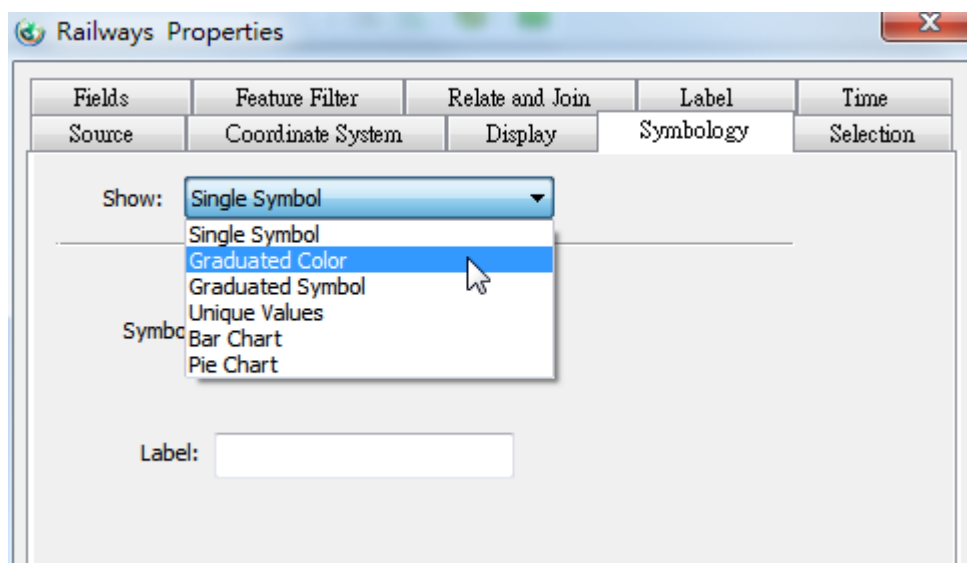 Railways Properties
Fields Feature Filter Relate and Join Label Time
Source Coordinate System Display Symbology Selection
Show: Single Symbol
Single Symbol
Graduated Color
Graduated Symbol
Unique Values
Bar Chart
Pie Chart
Label: